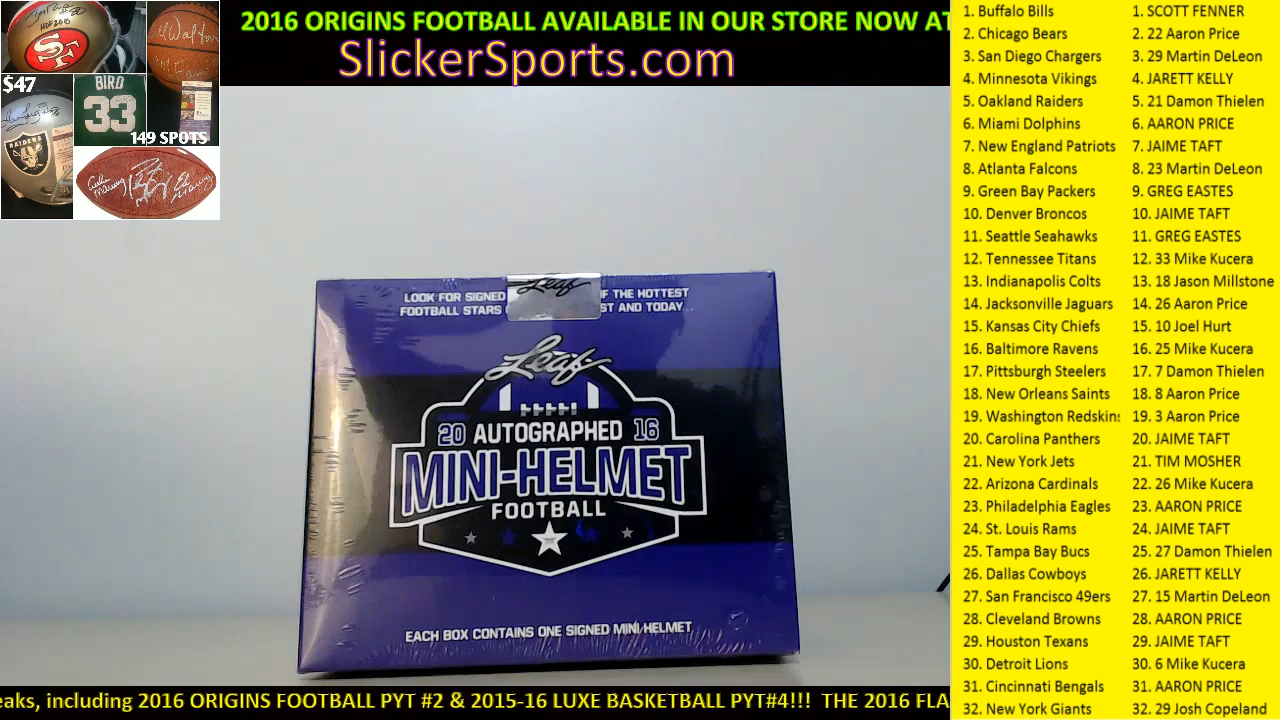 2016 ORIGINS FOOTBALL AVAILABLE IN OUR STORE NOW AT
SlickerSports.com
$47
BIRD
33
149 SPOTS
RAIDERS
LOOK FOR SIGNED F THE HOTTEST
FOOTBALL STARS ST AND TODAY...
Leaf
Leaf
20 AUTOGRAPHED 16
MINI-HELMET
FOOTBALL
EACH BOX CONTAINS ONE SIGNED MINI HELMET
eaks, including 2016 ORIGINS FOOTBALL PYT #2 & 2015-16 LUXE BASKETBALL PYT#4!!! THE 2016 FLA
1. Buffalo Bills 1. SCOTT FENNER
2. Chicago Bears 2. 22 Aaron Price
3. San Diego Chargers 3. 29 Martin DeLeon
4. Minnesota Vikings 4. JARETT KELLY
5. Oakland Raiders 5. 21 Damon Thielen
6. Miami Dolphins 6. AARON PRICE
7. New England Patriots 7. JAIME TAFT
8. Atlanta Falcons 8. 23 Martin DeLeon
9. Green Bay Packers 9. GREG EASTES
10. Denver Broncos 10. JAIME TAFT
11. Seattle Seahawks 11. GREG EASTES
12. Tennessee Titans 12. 33 Mike Kucera
13. Indianapolis Colts 13. 18 Jason Millstone
14. Jacksonville Jaguars 14. 26 Aaron Price
15. Kansas City Chiefs 15. 10 Joel Hurt
16. Baltimore Ravens 16. 25 Mike Kucera
17. Pittsburgh Steelers 17. 7 Damon Thielen
18. New Orleans Saints 18. 8 Aaron Price
19. Washington Redskins 19. 3 Aaron Price
20. Carolina Panthers 20. JAIME TAFT
21. New York Jets 21. TIM MOSHER
22. Arizona Cardinals 22. 26 Mike Kucera
23. Philadelphia Eagles 23. AARON PRICE
24. St. Louis Rams 24. JAIME TAFT
25. Tampa Bay Bucs 25. 27 Damon Thielen
26. Dallas Cowboys 26. JARETT KELLY
27. San Francisco 49ers 27. 15 Martin DeLeon
28. Cleveland Browns 28. AARON PRICE
29. Houston Texans 29. JAIME TAFT
30. Detroit Lions 30. 6 Mike Kucera
31. Cincinnati Bengals 31. AARON PRICE
32. New York Giants 32. 29 Josh Copeland